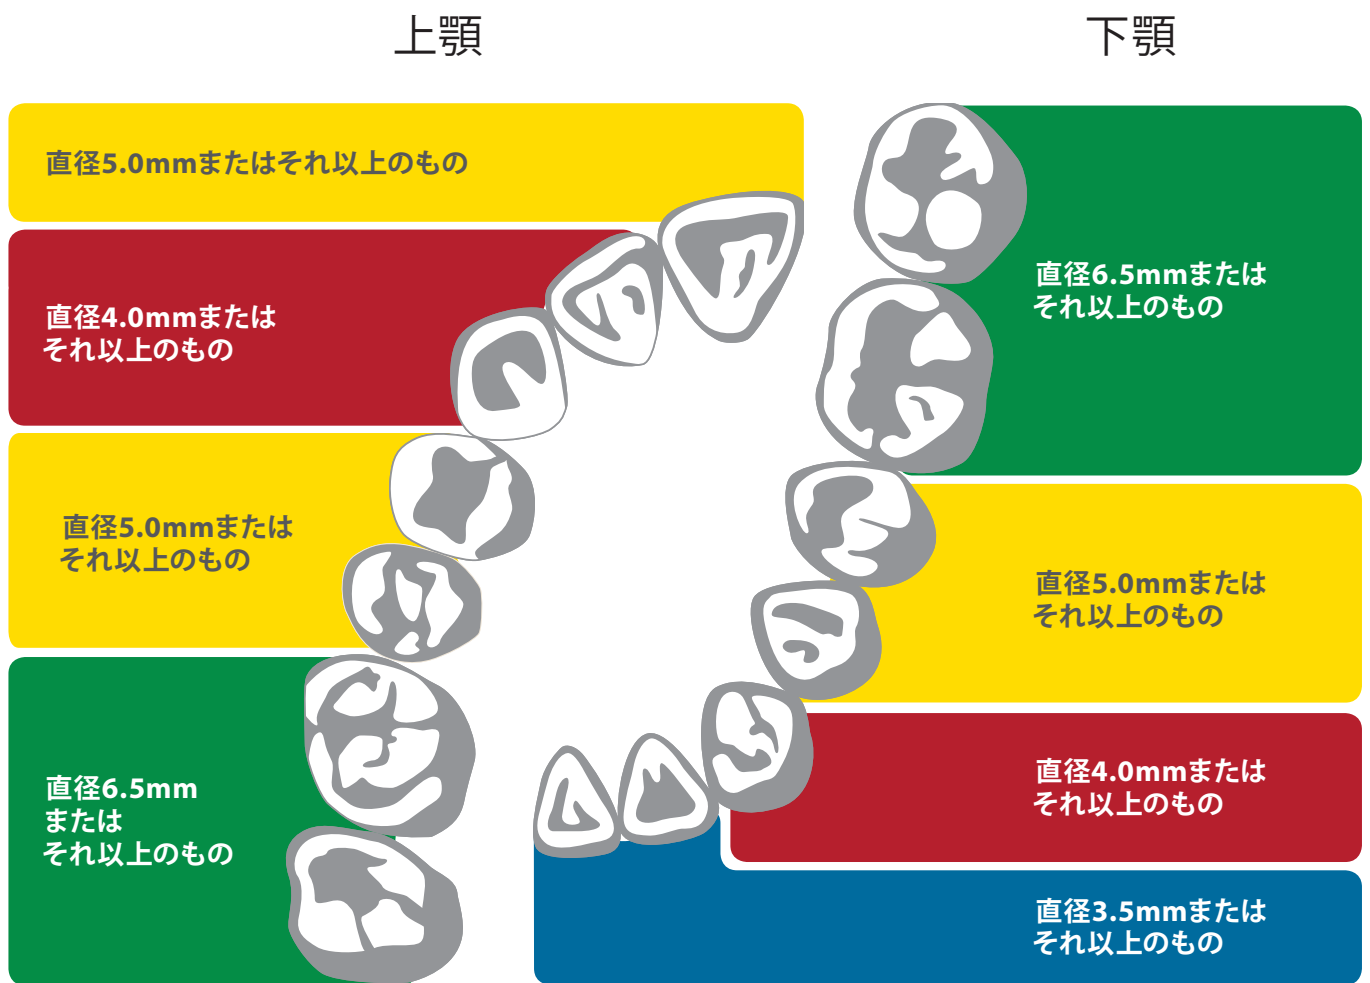 上顎
下顎
直径5.0mmまたはそれ以上のもの
直径4.0mmまたは
それ以上のもの
直径5.0mmまたは
それ以上のもの
直径6.5mm
または
それ以上のもの
直径6.5mmまたは
それ以上のもの
直径5.0mmまたは
それ以上のもの
直径4.0mmまたは
それ以上のもの
直径3.5mmまたは
それ以上のもの